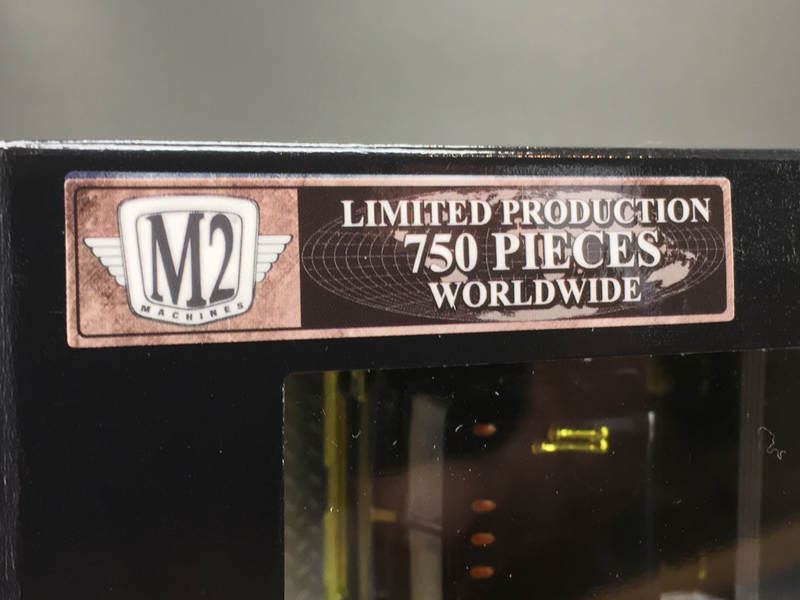 M2
MACHINES
LIMITED PRODUCTION
750 PIECES
WORLDWIDE